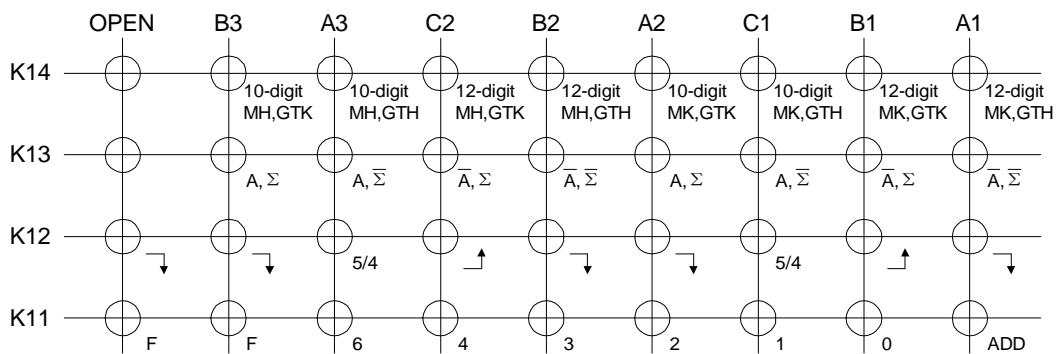 OPEN B3 A3 C2 B2 A2 C1 B1 A1
K14
10-digit 10-digit 12-digit 12-digit 10-digit 10-digit 12-digit 12-digit
MH,GTK MH,GTH MH,GTK MH,GTH MK,GTK MK,GTH MK,GTK MK,GTH
K13
A, Σ A, Σ̅ A̅, Σ A̅, Σ̅ A, Σ A, Σ̅ A̅, Σ A̅, Σ̅
K12
5/4 5/4
K11
F F 6 4 3 2 1 0 ADD